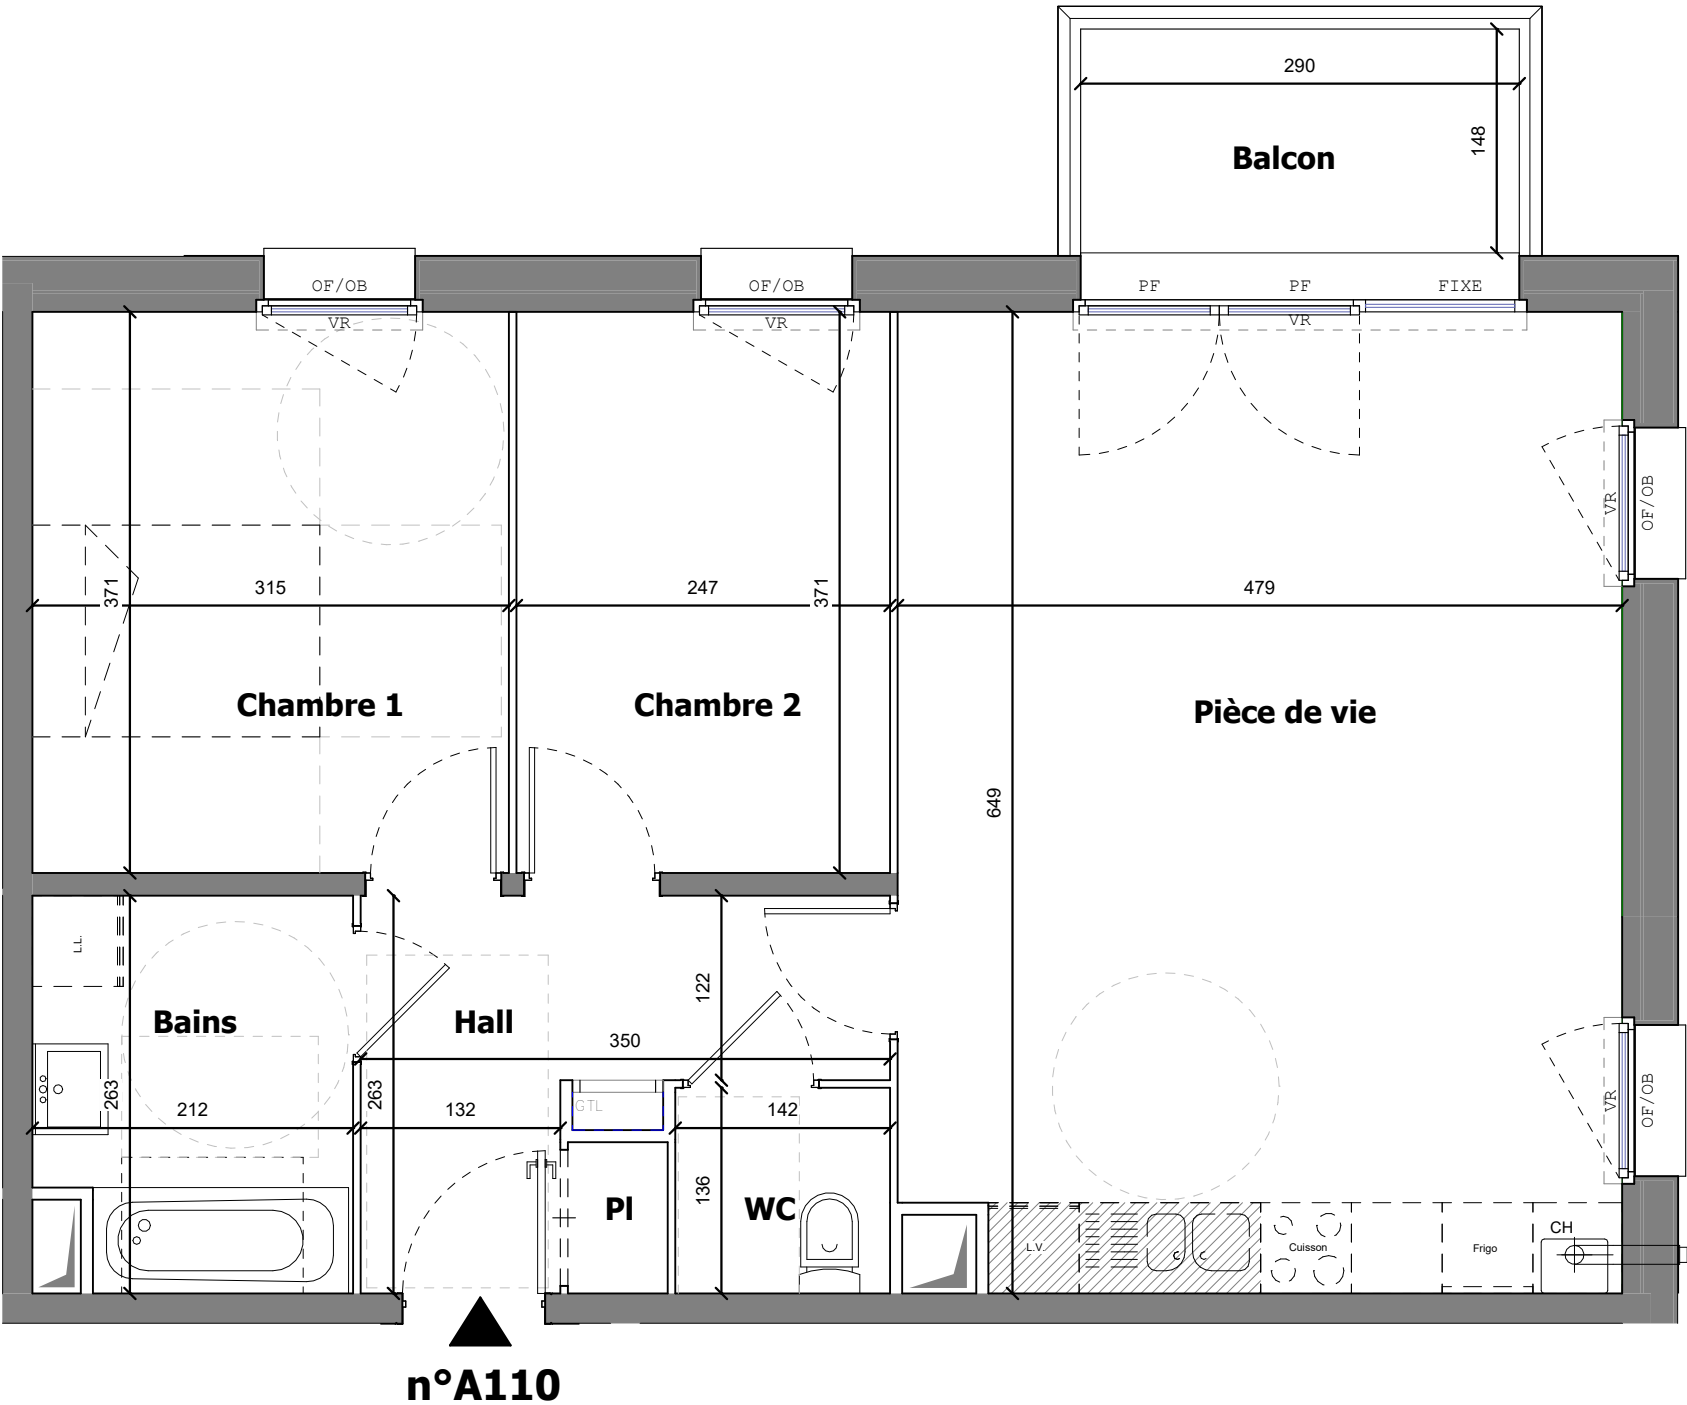 290
148
Balcon
OF/OB
OF/OB
PF
PF
FIXE
VR
VR
VR
VR
OF/OB
371
315
247
371
479
Chambre 1
Chambre 2
Pièce de vie
649
L.L.
Bains
Hall
122
350
263
212
263
132
GTL
142
VR
OF/OB
136
Pl
WC
L.V.
Cuisson
Frigo
CH
n°A110